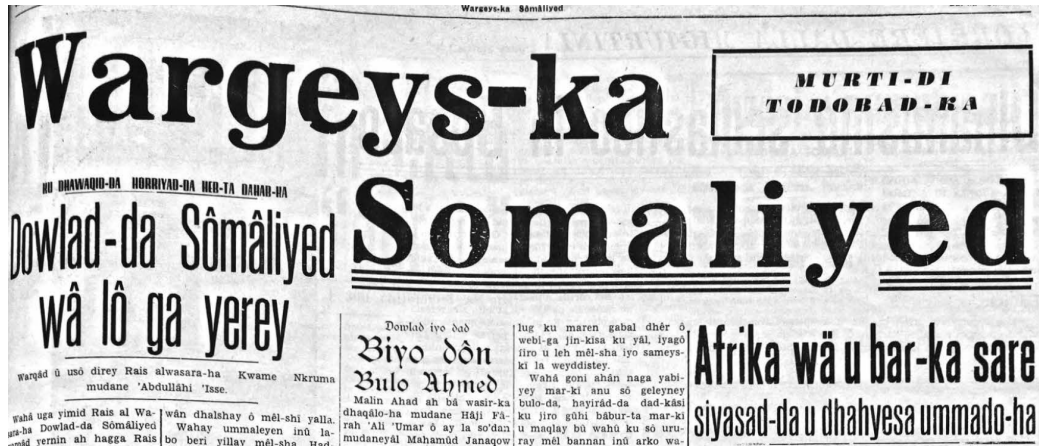 Wargeys-ka Sômâliyed
Wargeys-ka
Somaliyed
MURTI-DI
TODOBAD-KA
KU DHAWAQID-DA HORRIYAD-DA HEB-TA DAHAB-HA
Dowlad-da Sômâliyed
wâ lô ga yerey
Warqâd û usô direy Rais alwasara-ha Kwame Nkruma
mudane 'Abdullâhi 'Isse.
Wahâ uga yimid Rais al Wa-
ra-ha Dowlad-da Sômâliyed
yernin ah hagga Rais
wân dhalshay ô mêl-shi yalla.
Wahay ummaleyen inû la-
bo beri yillay mêl-sha Had-
Dowlad iyo dad
Biyo dôn
Bulo Ahmed
Malin Ahad ah bâ wasir-ka
dhaqâlo-ha mudane Hâji Fâ-
rah 'Ali 'Umar ô ay la so'dan
mudaneyâl Mahamûd Janaqow
lug ku maren gabal dhêr ô
webi-ga jin-kisa ku yâl, iyagô
fîro u leh mêl-sha iyo sameys-
ki la weyddistey.
Wahâ goni ahân naga yabi-
yey mar-ki anu sô geleyney
bulo-da, hayirâd-da dad-kâsi
ku jiro gûhi bâbur-ta mar-ki
u maqlay bû wahû ku sô uru-
ray mêl bannan inû arko wa-
Afrika wä u bar-ka sare
siyasad-da u dhahyesa ummado-ha